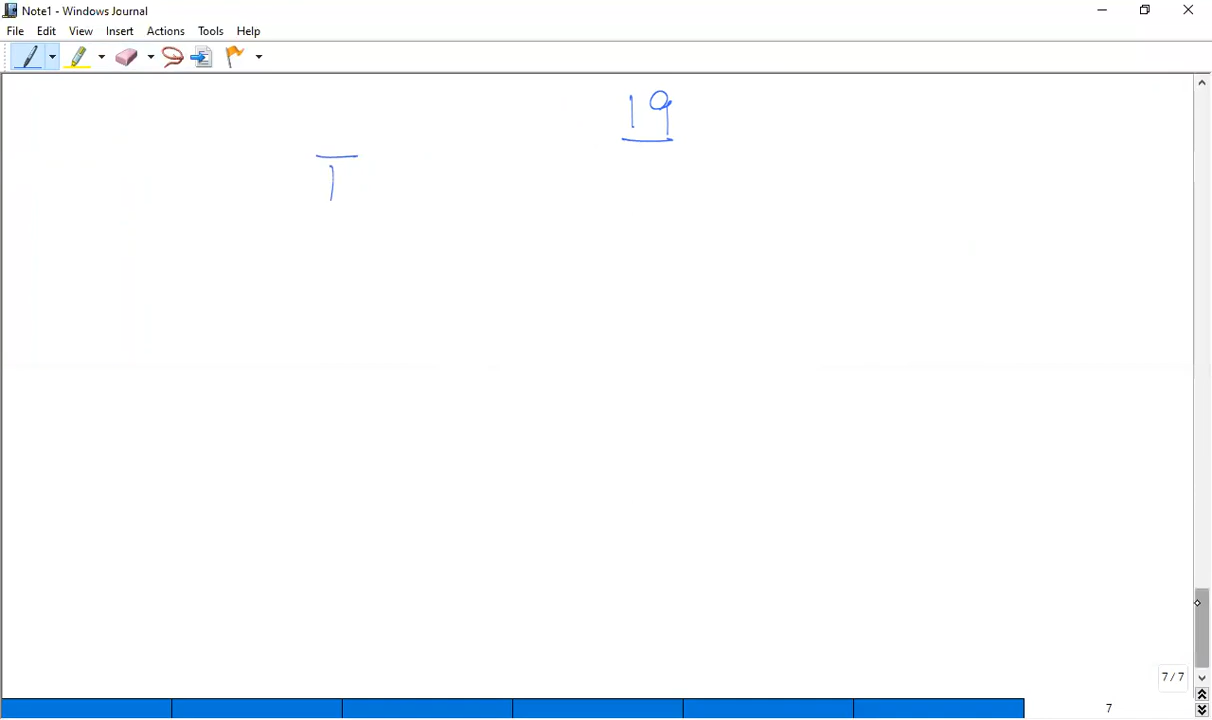 Note1 - Windows Journal
File Edit View Insert Actions Tools Help
19
7 / 7
7